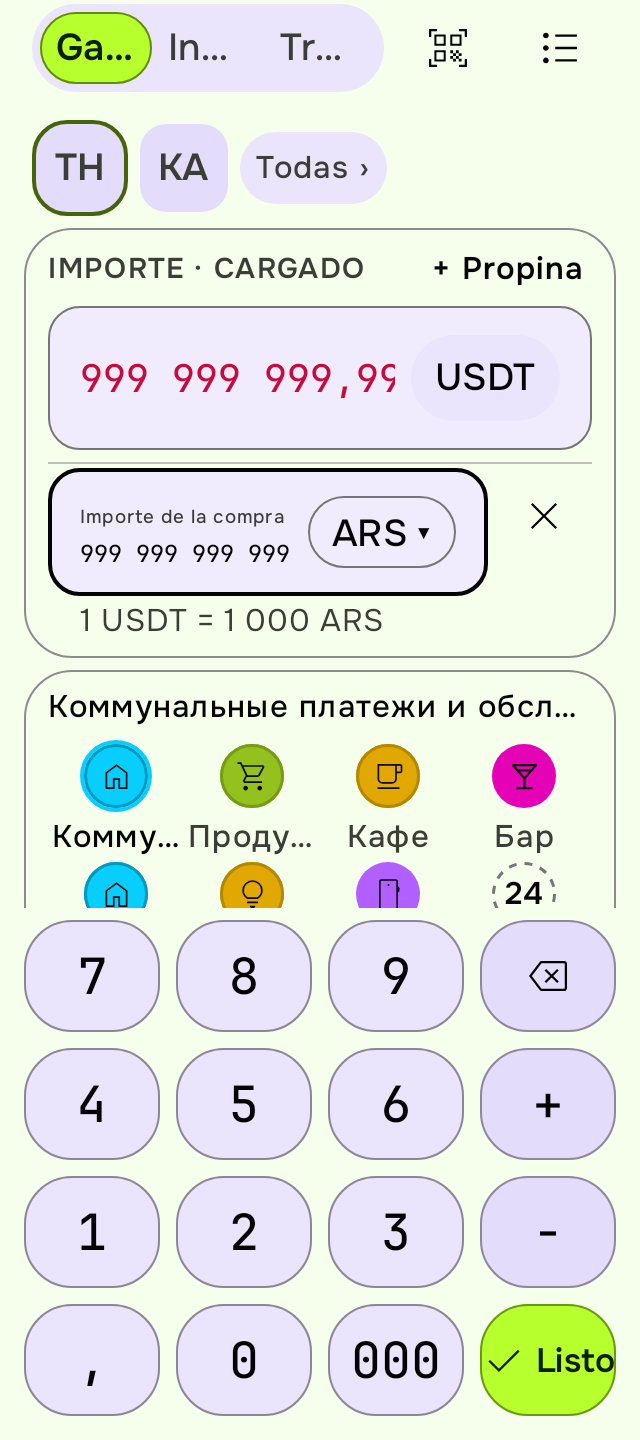 Ga... In... Tr...
TH KA Todas ›
IMPORTE · CARGADO + Propina
999 999 999,99 USDT
Importe de la compra
999 999 999 999 ARS ▾
1 USDT = 1 000 ARS
Коммунальные платежи и обсл...
Комму... Проду... Кафе Бар
24
7 8 9
4 5 6 +
1 2 3 -
, 0 000 Listo